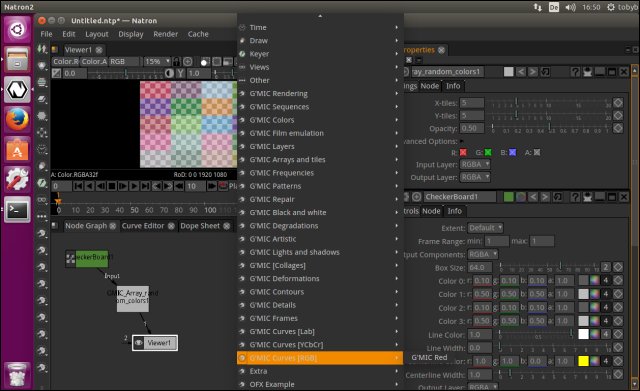 Natron2
De
16:50
tobyb
Untitled.ntp* — Natron
File Edit Layout Display Render Cache
Viewer1
Color.R Color.A RGB 15%
0.0 Y 1.0
A: Color.RGBA32f RoD: 0 0 1920 1080
0 10 20 30 40 50 60 70 80 90 100
Node Graph Curve Editor Dope Sheet
CheckerBoard1
Input
G'MIC_Array_rand
om_colors1
Viewer1
Time
Draw
Keyer
Views
Other
G'MIC Rendering
G'MIC Sequences
G'MIC Colors
G'MIC Film emulation
G'MIC Layers
G'MIC Arrays and tiles
G'MIC Frequencies
G'MIC Patterns
G'MIC Repair
G'MIC Black and white
G'MIC Degradations
G'MIC Artistic
G'MIC Lights and shadows
G'MIC [Collages]
G'MIC Deformations
G'MIC Contours
G'MIC Details
G'MIC Frames
G'MIC Curves [Lab]
G'MIC Curves [YCbCr]
G'MIC Curves [RGB]
Extra
OFX Example
G'MIC Red
Properties
ray_random_colors1
ings Node Info
X-tiles: 5
Y-tiles: 5
Opacity: 0.50
vanced Options:
R: G: B: A:
Input Layer: RGBA
Output Layer: RGBA
CheckerBoard1
trols Node Info
Extent: Default
Frame Range: min: 1 max: 1
tput Components: RGBA
Box Size: 64.0 2
Color 0: r: 0.10 g: 0.10 b: 0.10 a: 1.0 4
Color 1: r: 0.50 g: 0.50 b: 0.50 a: 1.0 4
Color 2: r: 0.10 g: 0.10 b: 0.10 a: 1.0 4
Color 3: r: 0.50 g: 0.50 b: 0.50 a: 1.0 4
Line Color: 1.0 4
Line Width: 0.0
r: 1.0 g: 1.0 b: 0.0 a: 1.0 4
Centerline Width: 1.0
Output Layer: RGBA